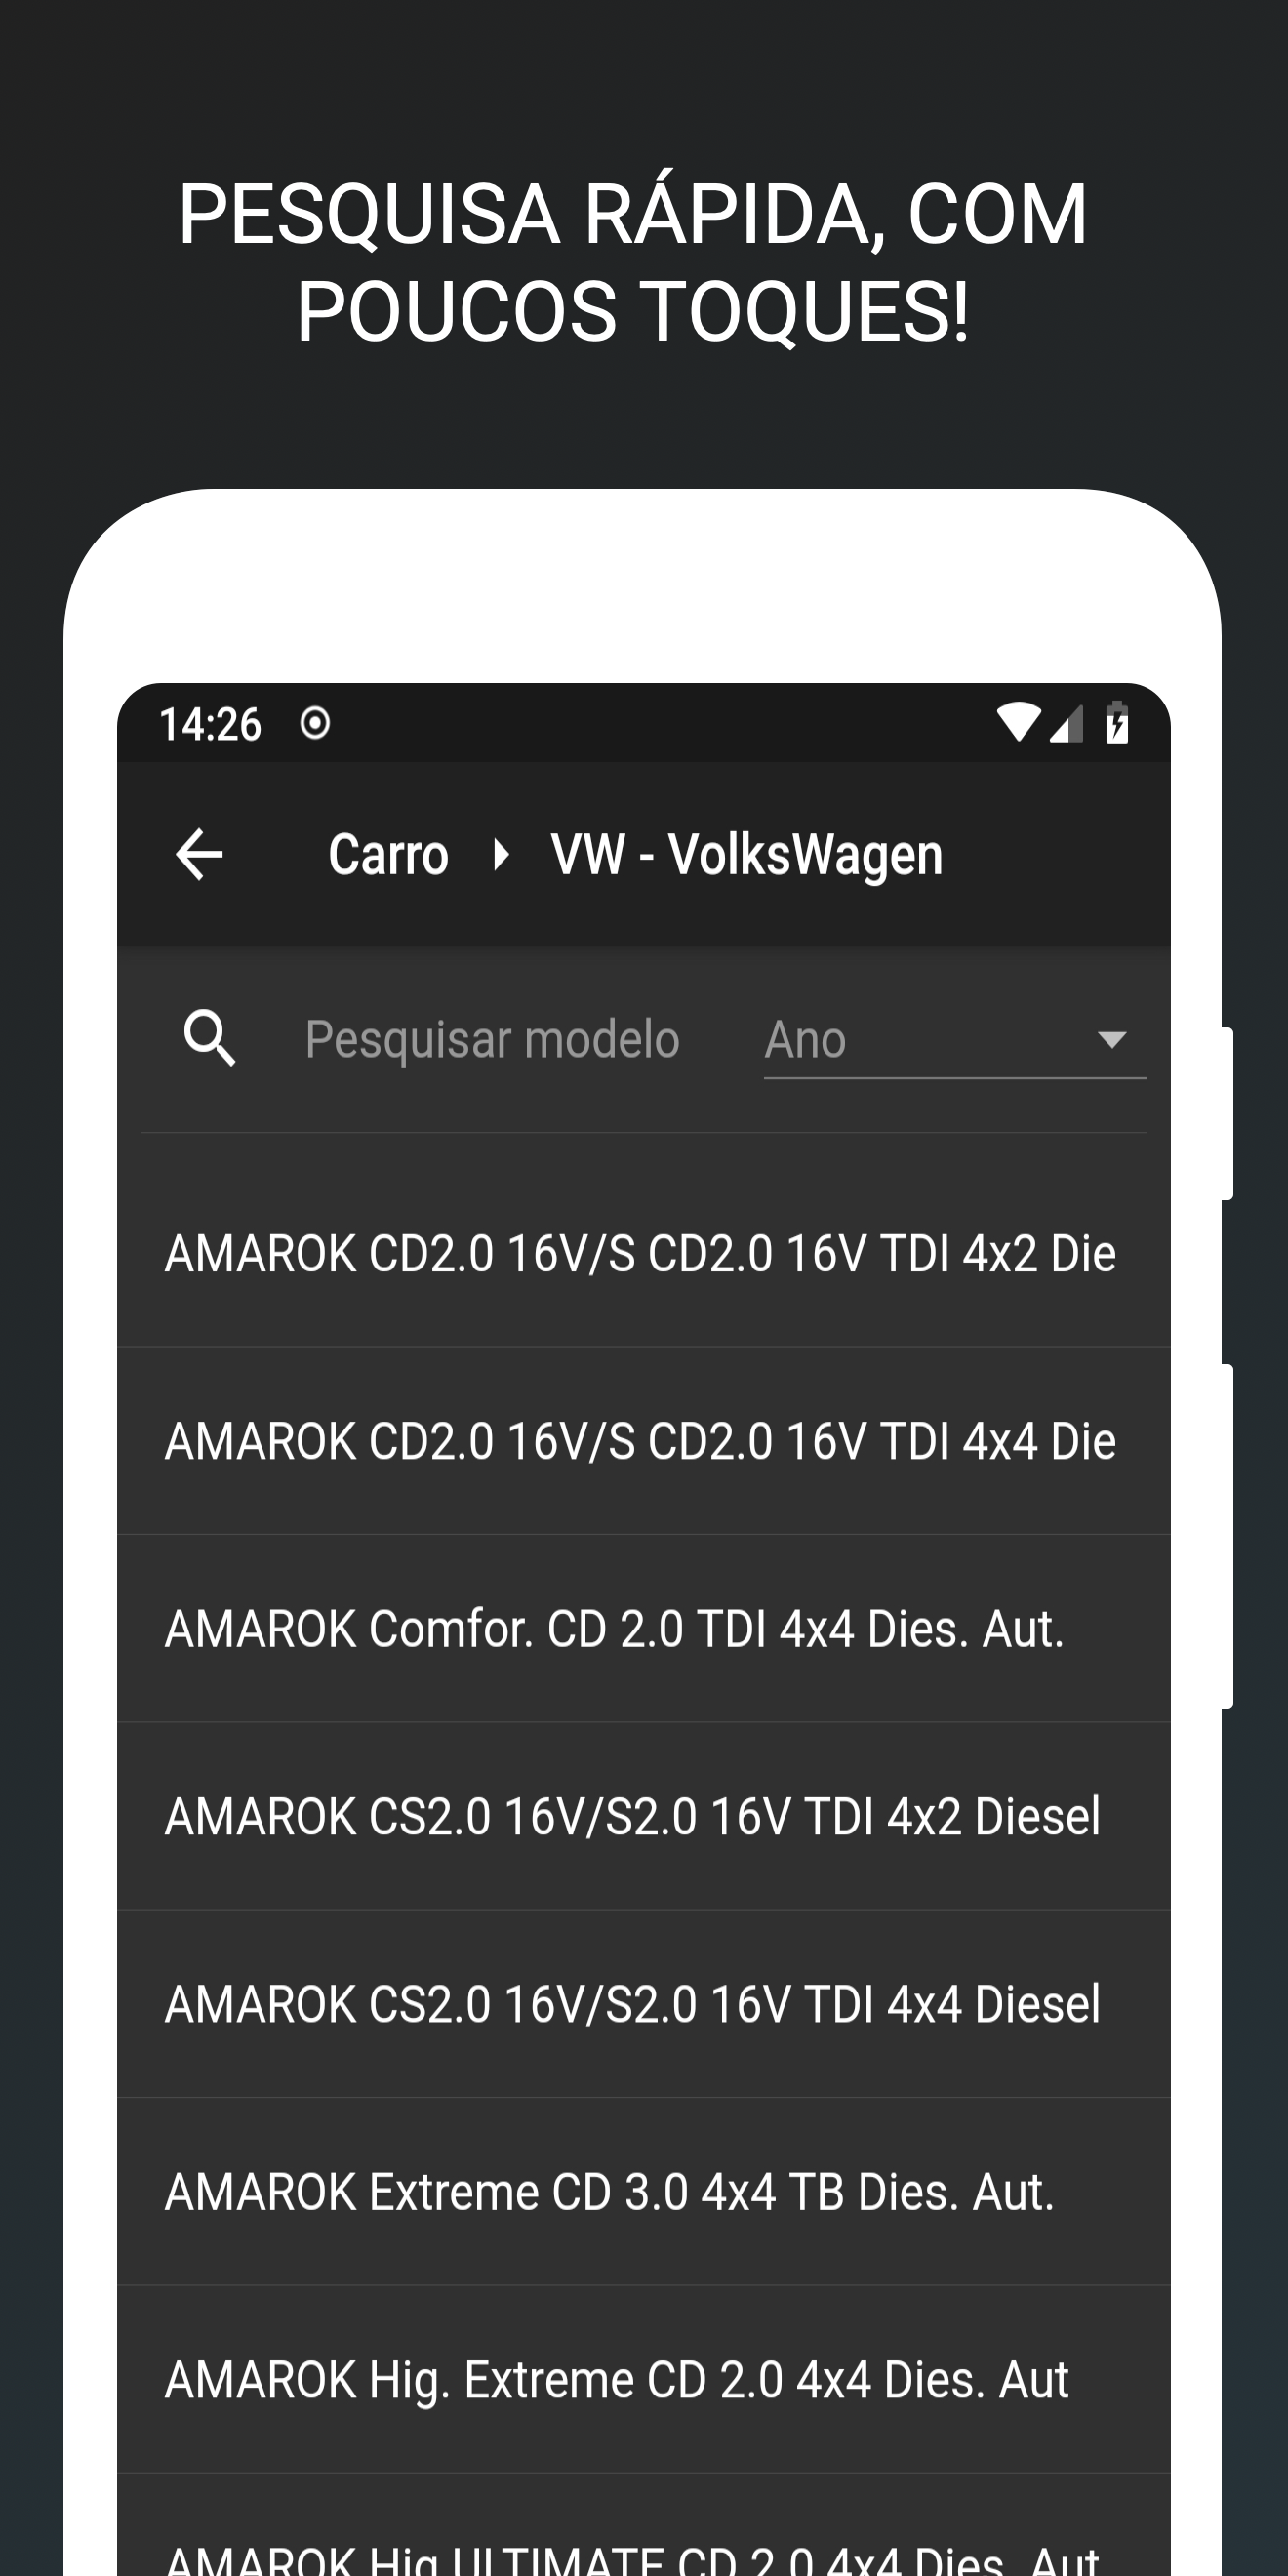 PESQUISA RÁPIDA, COM
POUCOS TOQUES!
14:26
Carro VW - VolksWagen
Pesquisar modelo Ano
AMAROK CD2.0 16V/S CD2.0 16V TDI 4x2 Die
AMAROK CD2.0 16V/S CD2.0 16V TDI 4x4 Die
AMAROK Comfor. CD 2.0 TDI 4x4 Dies. Aut.
AMAROK CS2.0 16V/S2.0 16V TDI 4x2 Diesel
AMAROK CS2.0 16V/S2.0 16V TDI 4x4 Diesel
AMAROK Extreme CD 3.0 4x4 TB Dies. Aut.
AMAROK Hig. Extreme CD 2.0 4x4 Dies. Aut
AMAROK Hig.ULTIMATE CD 2.0 4x4 Dies. Aut